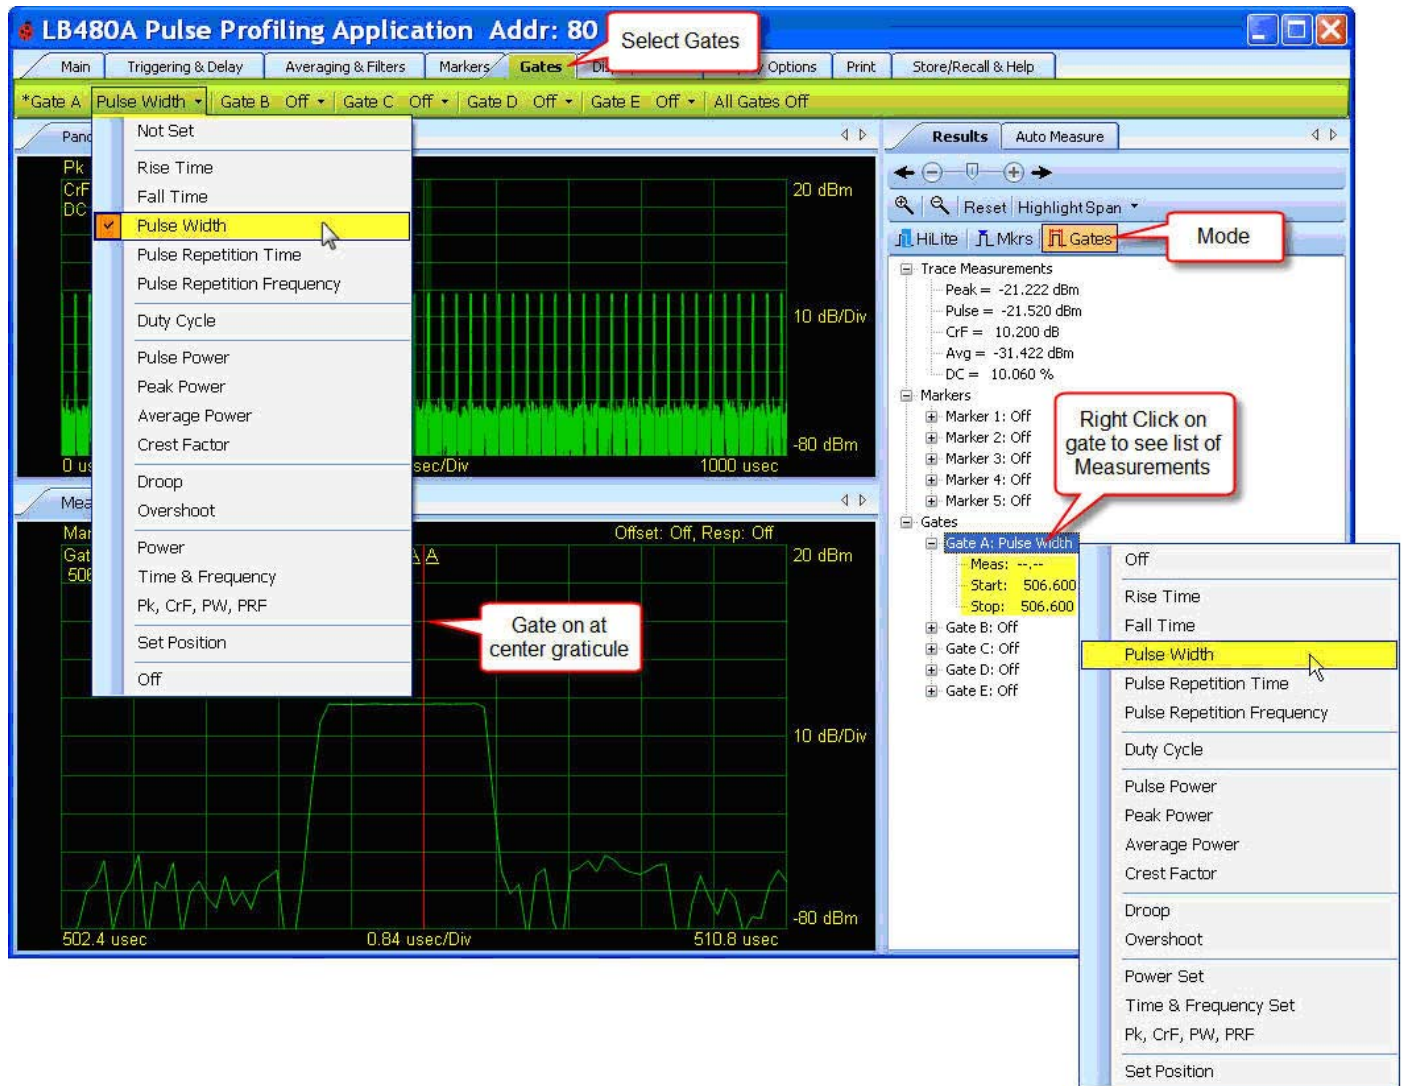 LB480A Pulse Profiling Application Addr: 80
Select Gates
Main Triggering & Delay Averaging & Filters Markers Gates Options Print Store/Recall & Help
*Gate A Pulse Width Gate B Off Gate C Off Gate D Off Gate E Off All Gates Off
Not Set
Rise Time
Fall Time
Pulse Width
Pulse Repetition Time
Pulse Repetition Frequency
Duty Cycle
Pulse Power
Peak Power
Average Power
Crest Factor
Droop
Overshoot
Power
Time & Frequency
Pk, CrF, PW, PRF
Set Position
Off
Pk
CrF
DC
20 dBm
10 dB/Div
-80 dBm
1000 usec
Offset: Off, Resp: Off
A A
20 dBm
Gate on at
center graticule
10 dB/Div
-80 dBm
502.4 usec 0.84 usec/Div 510.8 usec
Results Auto Measure
Reset HighlightSpan
HiLite Mkrs Gates
Mode
Trace Measurements
Peak = -21.222 dBm
Pulse = -21.520 dBm
CrF = 10.200 dB
Avg = -31.422 dBm
DC = 10.060 %
Markers
Marker 1: Off
Marker 2: Off
Marker 3: Off
Marker 4: Off
Marker 5: Off
Right Click on
gate to see list of
Measurements
Gates
Gate A: Pulse Width
Meas: --.--
Start: 506.600
Stop: 506.600
Gate B: Off
Gate C: Off
Gate D: Off
Gate E: Off
Off
Rise Time
Fall Time
Pulse Width
Pulse Repetition Time
Pulse Repetition Frequency
Duty Cycle
Pulse Power
Peak Power
Average Power
Crest Factor
Droop
Overshoot
Power Set
Time & Frequency Set
Pk, CrF, PW, PRF
Set Position